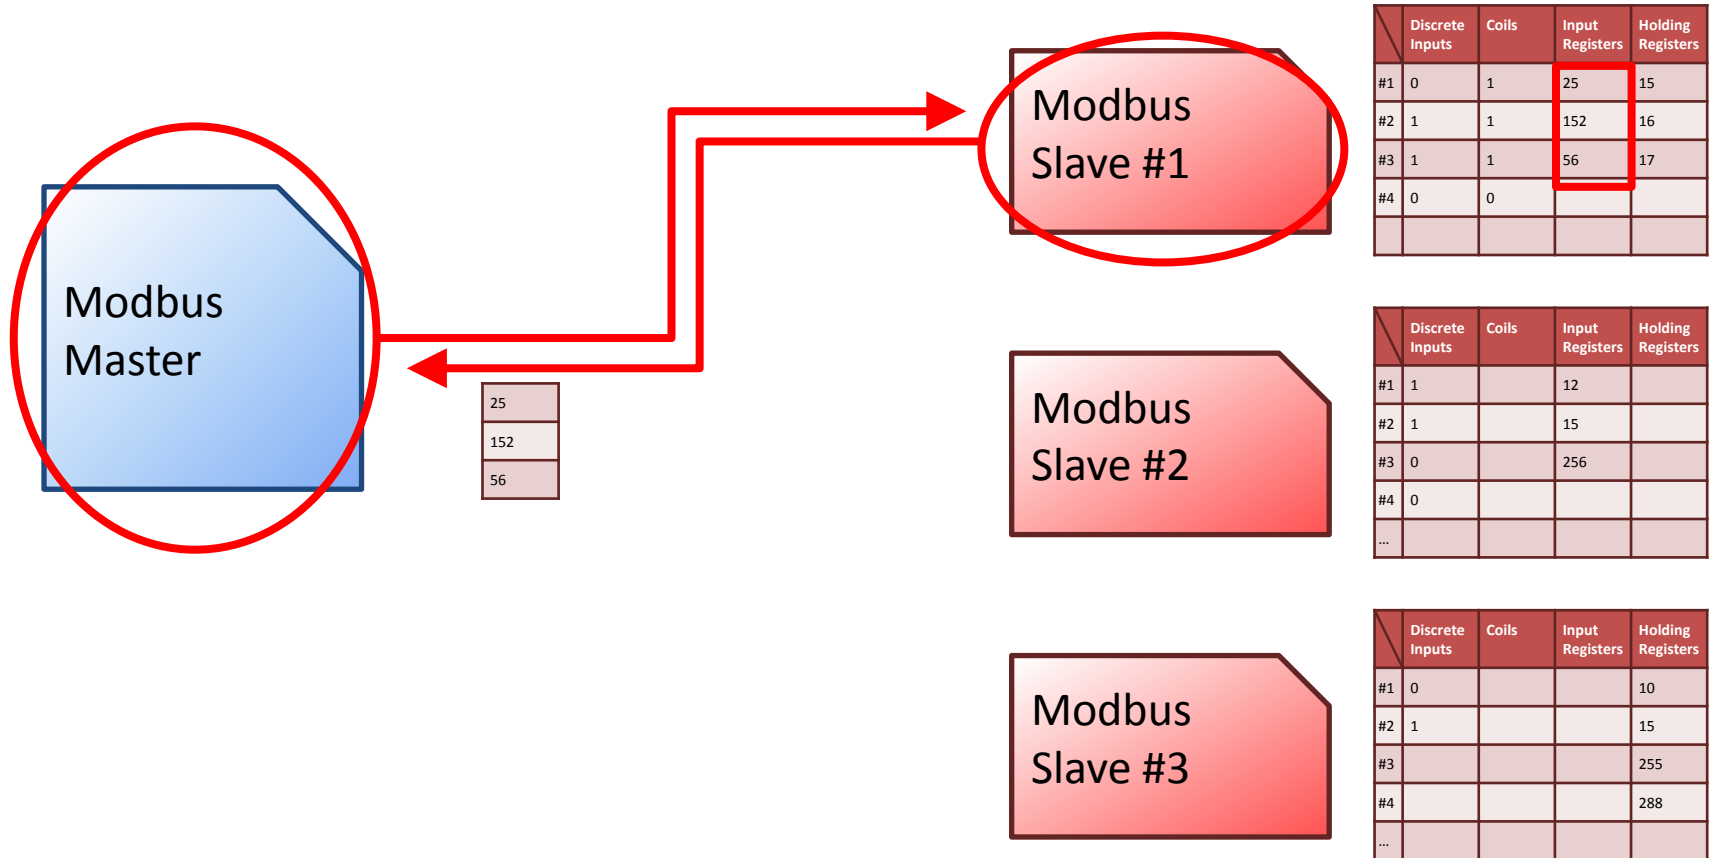 Modbus
Master
25
152
56
Modbus
Slave #1
Discrete Inputs Coils Input Registers Holding Registers
#1 0 1 25 15
#2 1 1 152 16
#3 1 1 56 17
#4 0 0
Modbus
Slave #2
Discrete Inputs Coils Input Registers Holding Registers
#1 1 12
#2 1 15
#3 0 256
#4 0
...
Modbus
Slave #3
Discrete Inputs Coils Input Registers Holding Registers
#1 0 10
#2 1 15
#3 255
#4 288
...